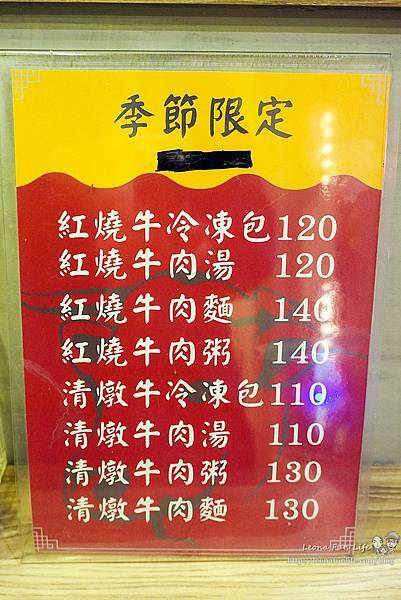 季節限定
紅燒牛冷凍包120
紅燒牛肉湯 120
紅燒牛肉麵 140
紅燒牛肉粥 140
清燉牛冷凍包110
清燉牛肉湯 110
清燉牛肉粥 130
清燉牛肉麵 130
Leona Fun Life